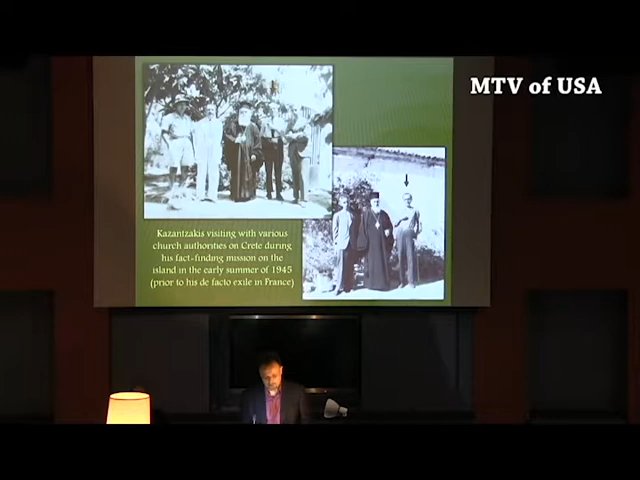 MTV of USA
Kazantzakis visiting with various
church authorities on Crete during
his fact-finding mission on the
island in the early summer of 1945
(prior to his de facto exile in France)